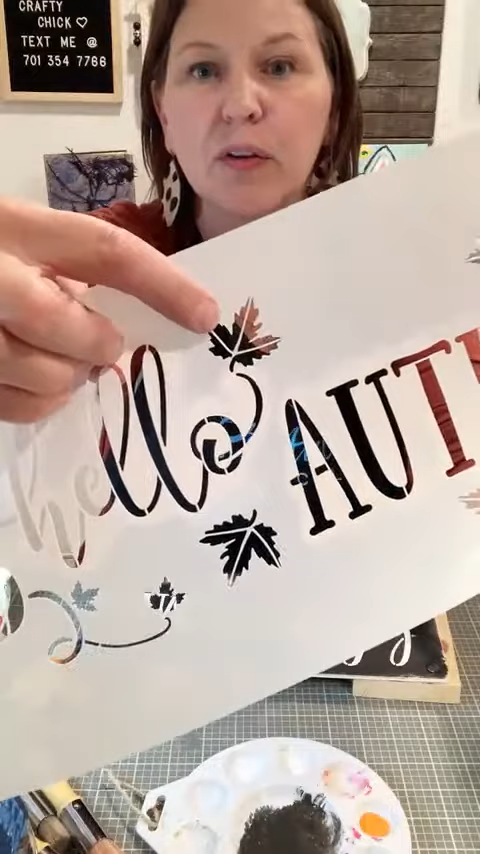 CRAFTY
CHICK ♡
TEXT ME @
701 354 7766
hello AUT